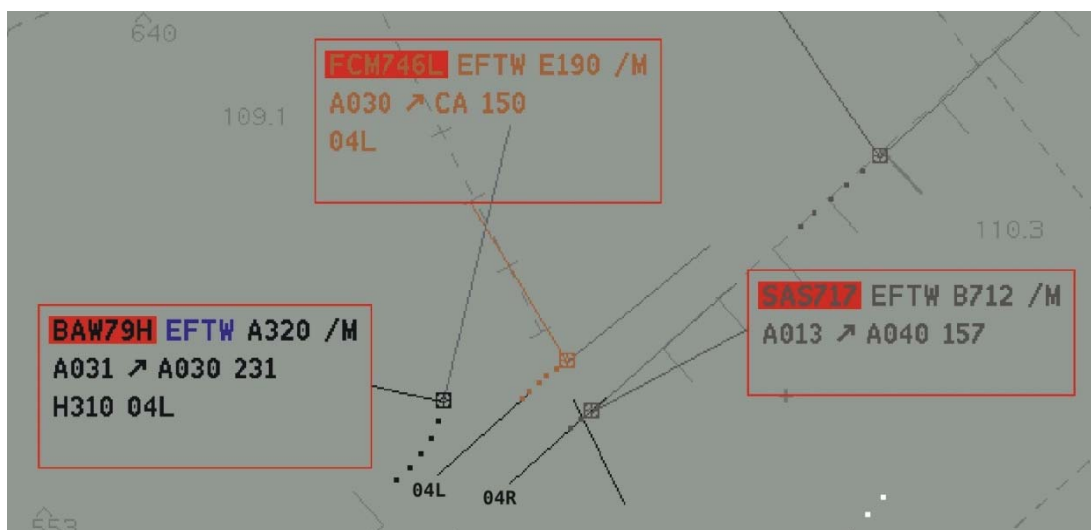 640
FCM746L EFTW E190 /M
A030 ↗ CA 150
04L
109.1
110.3
SAS717 EFTW B712 /M
A013 ↗ A040 157
BAW79H EFTW A320 /M
A031 ↗ A030 231
H310 04L
04L
04R
553